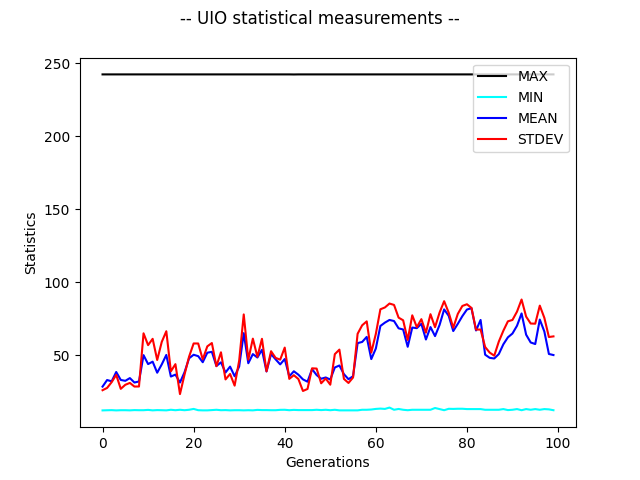 -- UIO statistical measurements --
250
200
150
100
50
Statistics
0
20
40
60
80
100
Generations
MAX
MIN
MEAN
STDEV